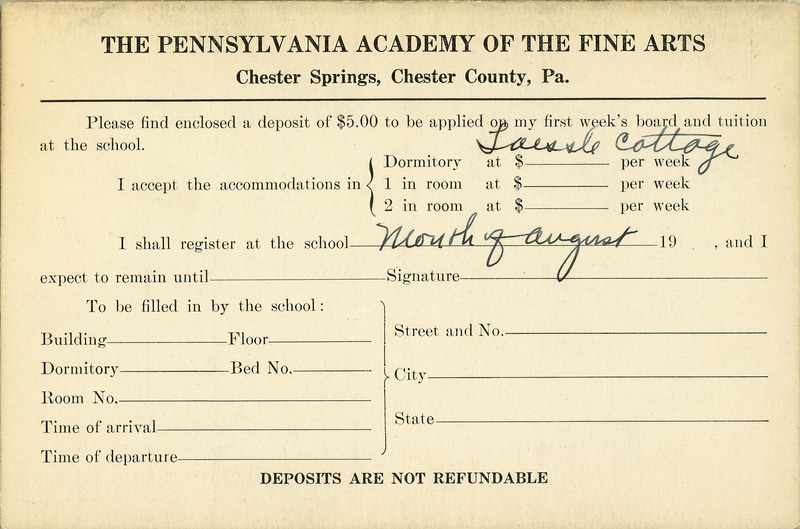 THE PENNSYLVANIA ACADEMY OF THE FINE ARTS
Chester Springs, Chester County, Pa.
Please find enclosed a deposit of $5.00 to be applied on my first week's board and tuition
at the school.
Laessle Cottage
I accept the accommodations in
Dormitory at $ per week
1 in room at $ per week
2 in room at $ per week
I shall register at the school Month of August 19 , and I
expect to remain until Signature
To be filled in by the school:
Building Floor
Dormitory Bed No.
Room No.
Time of arrival
Time of departure
Street and No.
City
State
DEPOSITS ARE NOT REFUNDABLE